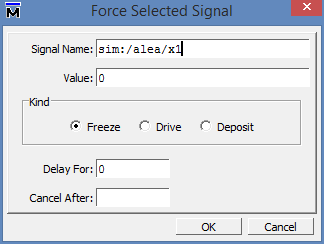 Force Selected Signal
Signal Name: sim:/alea/x1
Value: 0
Kind
Freeze Drive Deposit
Delay For: 0
Cancel After:
OK Cancel